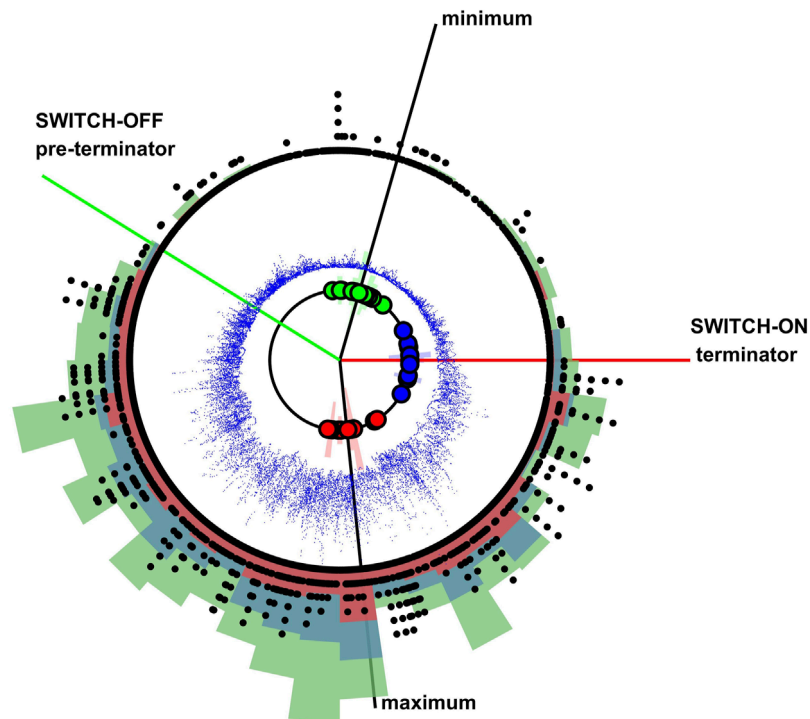 minimum
SWITCH-OFF
pre-terminator
SWITCH-ON
terminator
maximum